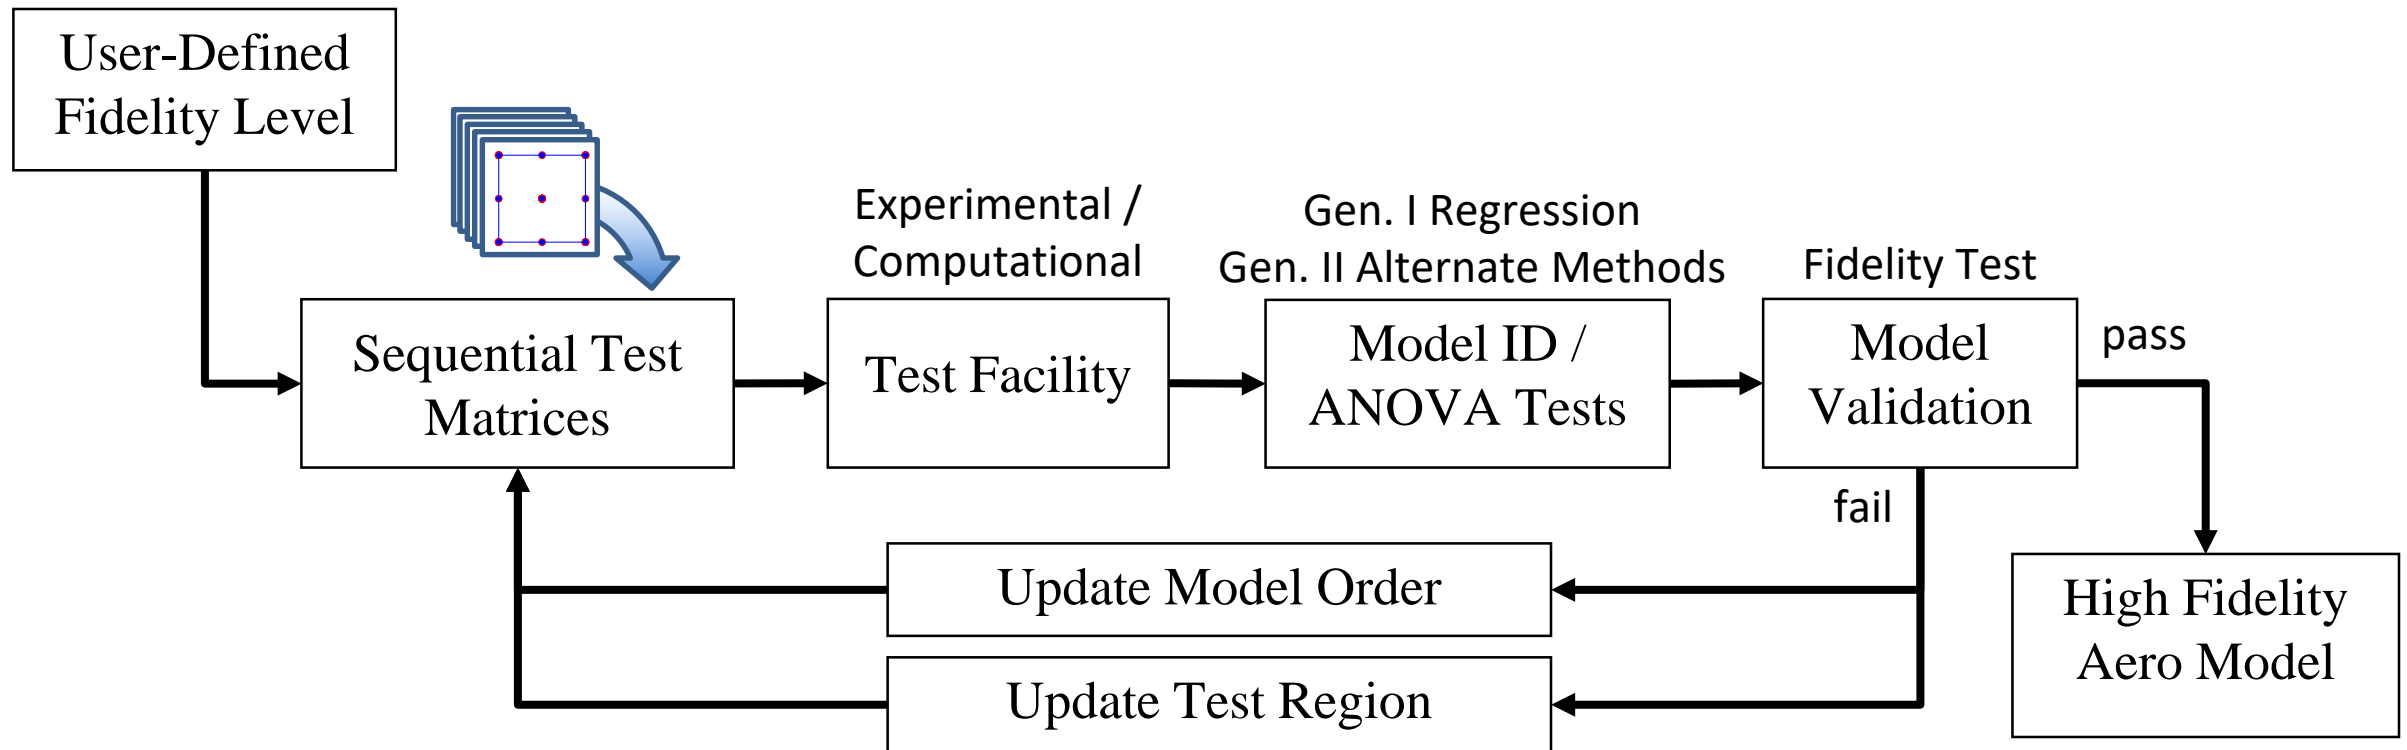 User-Defined
Fidelity Level
Sequential Test
Matrices
Experimental /
Computational
Test Facility
Gen. I Regression
Gen. II Alternate Methods
Model ID /
ANOVA Tests
Fidelity Test
Model
Validation
pass
fail
High Fidelity
Aero Model
Update Model Order
Update Test Region